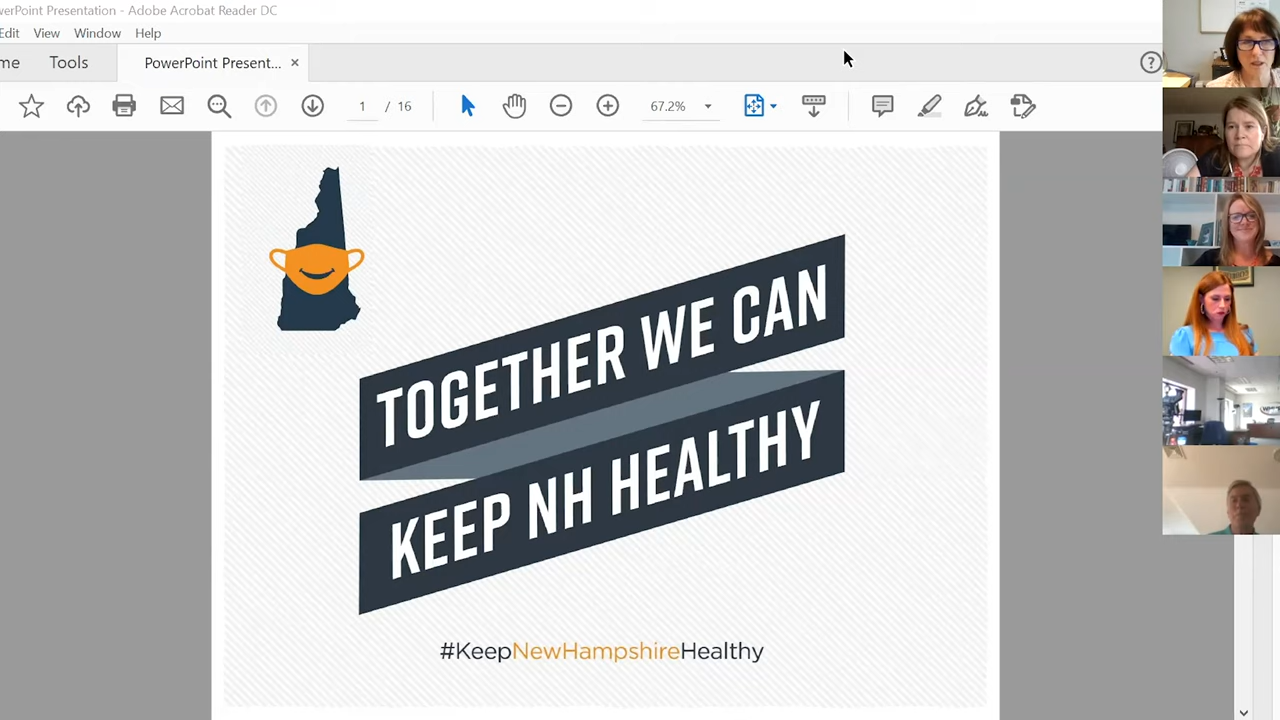 werPoint Presentation - Adobe Acrobat Reader DC
Edit View Window Help
me Tools PowerPoint Present... ×
1 / 16 67.2%
TOGETHER WE CAN
KEEP NH HEALTHY
#KeepNewHampshireHealthy